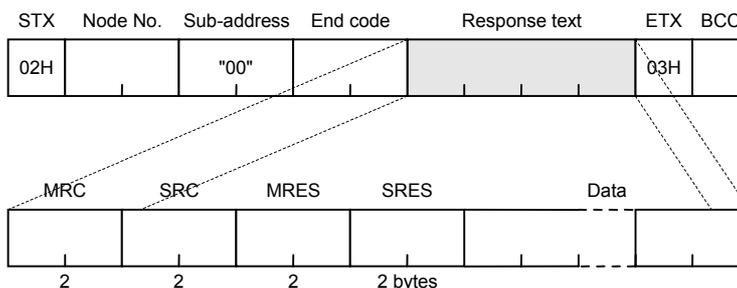 STX Node No. Sub-address End code Response text ETX BCC
02H "00" 03H
MRC SRC MRES SRES Data
2 2 2 2 bytes